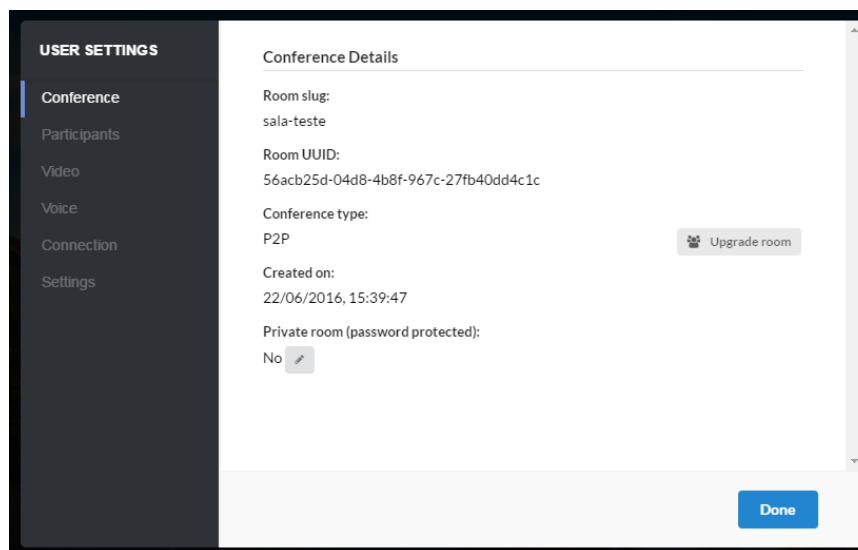 USER SETTINGS
Conference
Participants
Video
Voice
Connection
Settings
Conference Details
Room slug:
sala-teste
Room UUID:
56acb25d-04d8-4b8f-967c-27fb40dd4c1c
Conference type:
P2P
Upgrade room
Created on:
22/06/2016, 15:39:47
Private room (password protected):
No
Done